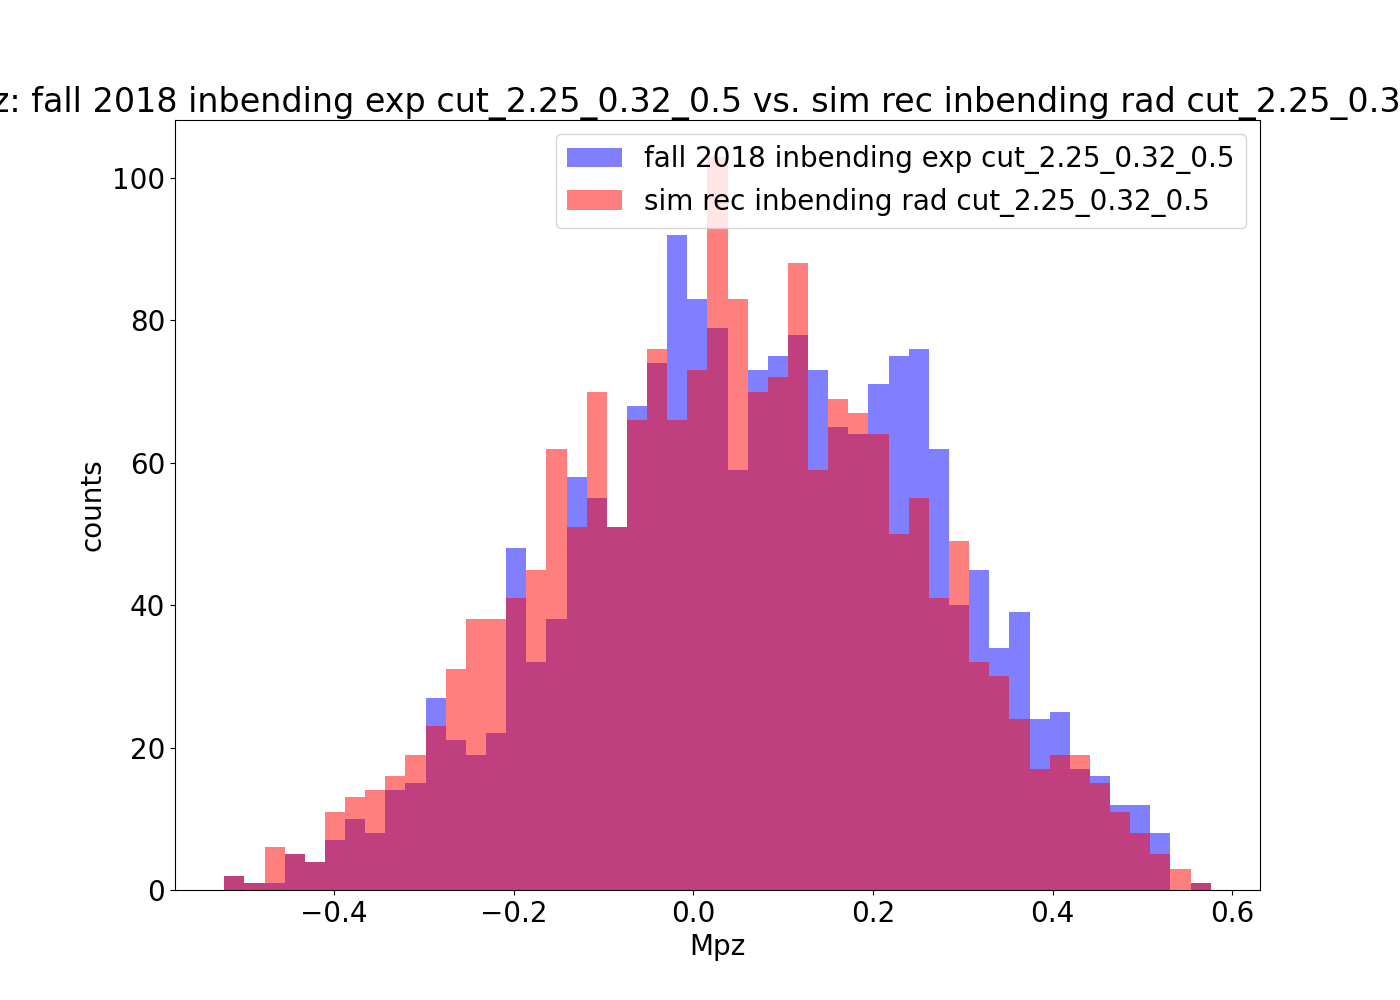 z: fall 2018 inbending exp cut_2.25_0.32_0.5 vs. sim rec inbending rad cut_2.25_0.3
fall 2018 inbending exp cut_2.25_0.32_0.5
sim rec inbending rad cut_2.25_0.32_0.5
100
80
60
40
20
0
counts
−0.4 −0.2 0.0 0.2 0.4 0.6
Mpz